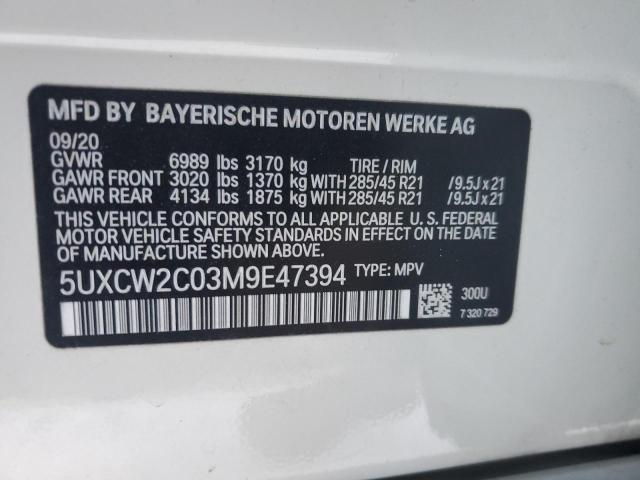 MFD BY BAYERISCHE MOTOREN WERKE AG
09/20
GVWR 6989 lbs 3170 kg TIRE / RIM
GAWR FRONT 3020 lbs 1370 kg WITH 285/45 R21 /9.5J x 21
GAWR REAR 4134 lbs 1875 kg WITH 285/45 R21 /9.5J x 21
THIS VEHICLE CONFORMS TO ALL APPLICABLE U. S. FEDERAL
MOTOR VEHICLE SAFETY STANDARDS IN EFFECT ON THE DATE
OF MANUFACTURE SHOWN ABOVE.
5UXCW2C03M9E47394 TYPE: MPV
300U
7 320 729